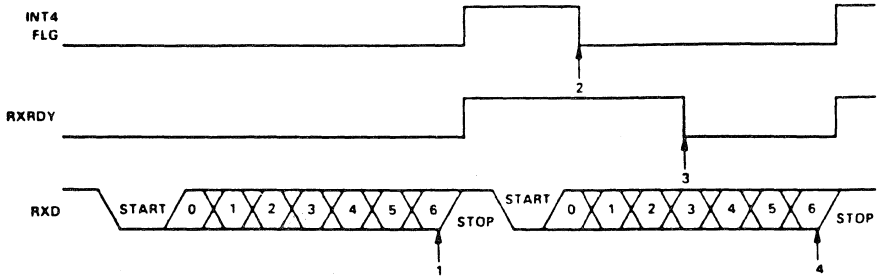 INT4
FLG
2
RXRDY
3
RXD START 0 1 2 3 4 5 6 STOP START 0 1 2 3 4 5 6 STOP
1 4